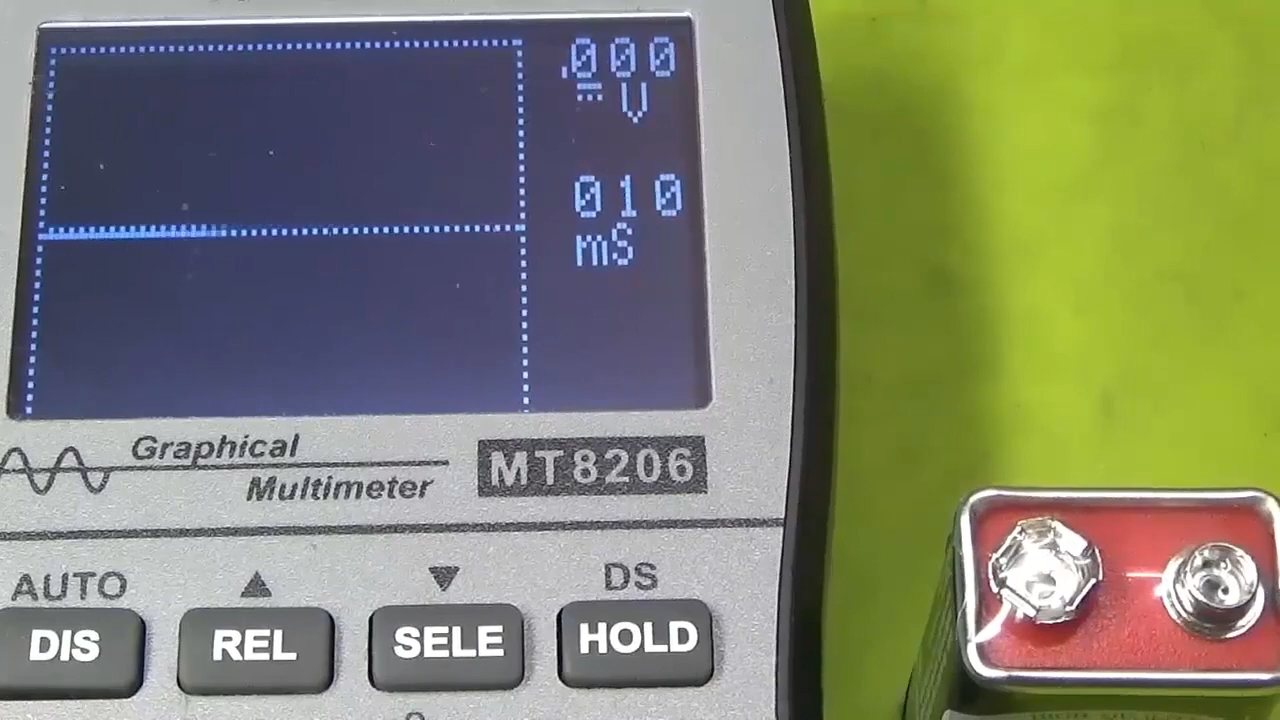 .000
V
010
mS
Graphical
Multimeter
MT8206
AUTO ▲ ▼ DS
DIS REL SELE HOLD